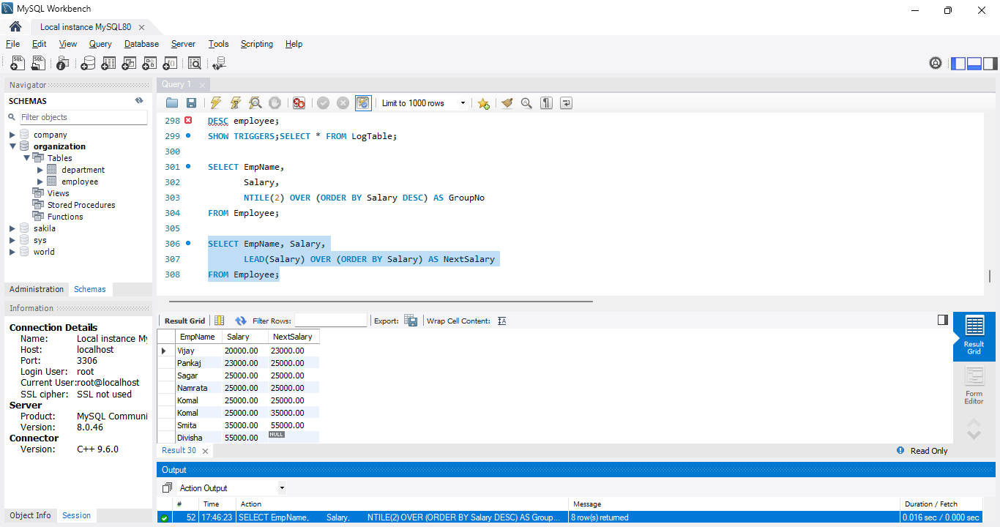 MySQL Workbench
Local instance MySQL80
File Edit View Query Database Server Tools Scripting Help
Navigator
SCHEMAS
Filter objects
company
organization
Tables
department
employee
Views
Stored Procedures
Functions
sakila
sys
world
Administration Schemas
Information
Connection Details
Name: Local instance My
Host: localhost
Port: 3306
Login User: root
Current User:root@localhost
SSL cipher: SSL not used
Server
Product: MySQL Communi
Version: 8.0.46
Connector
Version: C++ 9.6.0
Object Info Session
Query 1
Limit to 1000 rows
298 DESC employee;
299 SHOW TRIGGERS;SELECT * FROM LogTable;
300
301 SELECT EmpName,
302 Salary,
303 NTILE(2) OVER (ORDER BY Salary DESC) AS GroupNo
304 FROM Employee;
305
306 SELECT EmpName, Salary,
307 LEAD(Salary) OVER (ORDER BY Salary) AS NextSalary
308 FROM Employee;
Result Grid Filter Rows: Export: Wrap Cell Content:
EmpName Salary NextSalary
Vijay 20000.00 23000.00
Pankaj 23000.00 25000.00
Sagar 25000.00 25000.00
Namrata 25000.00 25000.00
Komal 25000.00 25000.00
Komal 25000.00 35000.00
Smita 35000.00 55000.00
Divisha 55000.00 NULL
Result Grid
Form Editor
Result 30
Read Only
Output
Action Output
# Time Action Message Duration / Fetch
52 17:46:23 SELECT EmpName, Salary, NTILE(2) OVER (ORDER BY Salary DESC) AS Group... 8 row(s) returned 0.016 sec / 0.000 sec